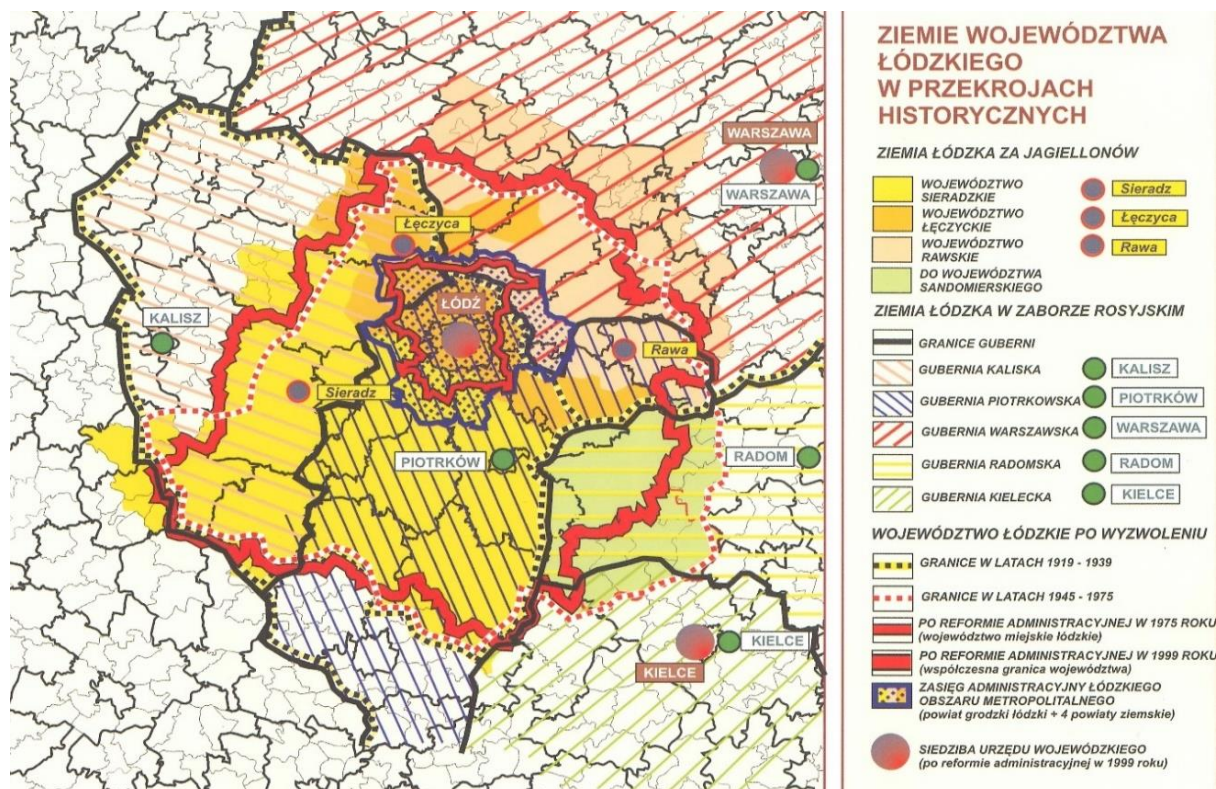 WARSZAWA
WARSZAWA
Łęczyca
ŁÓDŹ
KALISZ
Rawa
Sieradz
PIOTRKÓW
RADOM
KIELCE
KIELCE
ZIEMIE WOJEWÓDZTWA
ŁÓDZKIEGO
W PRZEKROJACH
HISTORYCZNYCH
ZIEMIA ŁÓDZKA ZA JAGIELLONÓW
WOJEWÓDZTWO
SIERADZKIE
Sieradz
WOJEWÓDZTWO
ŁĘCZYCKIE
Łęczyca
WOJEWÓDZTWO
RAWSKIE
Rawa
DO WOJEWÓDZTWA
SANDOMIERSKIEGO
ZIEMIA ŁÓDZKA W ZABORZE ROSYJSKIM
GRANICE GUBERNI
GUBERNIA KALISKA
KALISZ
GUBERNIA PIOTRKOWSKA
PIOTRKÓW
GUBERNIA WARSZAWSKA
WARSZAWA
GUBERNIA RADOMSKA
RADOM
GUBERNIA KIELECKA
KIELCE
WOJEWÓDZTWO ŁÓDZKIE PO WYZWOLENIU
GRANICE W LATACH 1919 - 1939
GRANICE W LATACH 1945 - 1975
PO REFORMIE ADMINISTRACYJNEJ W 1975 ROKU
(województwo miejskie łódzkie)
PO REFORMIE ADMINISTRACYJNEJ W 1999 ROKU
(współczesna granica województwa)
ZASIĘG ADMINISTRACYJNY ŁÓDZKIEGO
OBSZARU METROPOLITALNEGO
(powiat grodzki łódzki + 4 powiaty ziemskie)
SIEDZIBA URZĘDU WOJEWÓDZKIEGO
(po reformie administracyjnej w 1999 roku)